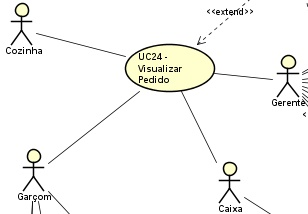 <<extend>>
Cozinha
UC24 -
Visualizar
Pedido
Gerente
Garçom
Caixa